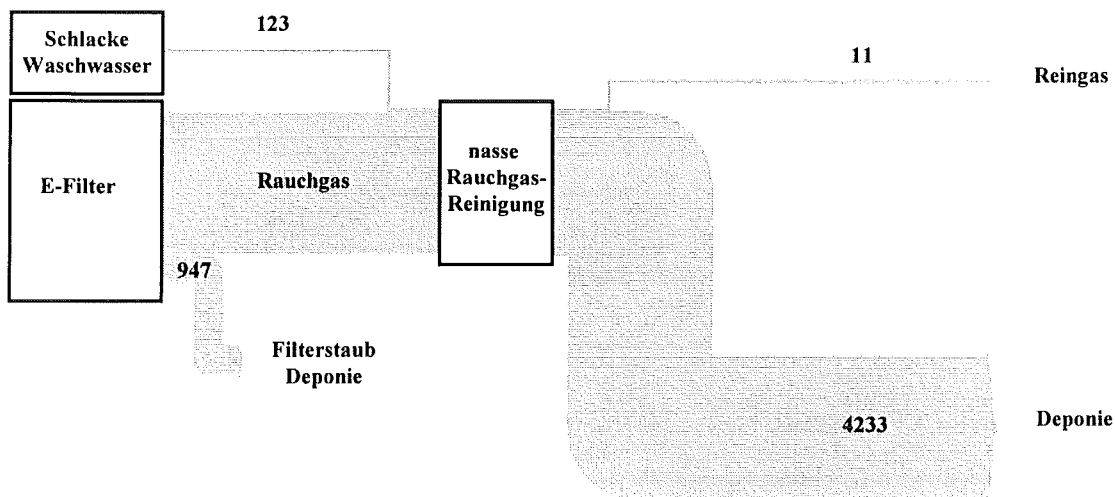 123
Schlacke
Waschwasser
11
Reingas
E-Filter
Rauchgas
nasse
Rauchgas-
Reinigung
947
Filterstaub
Deponie
4233
Deponie